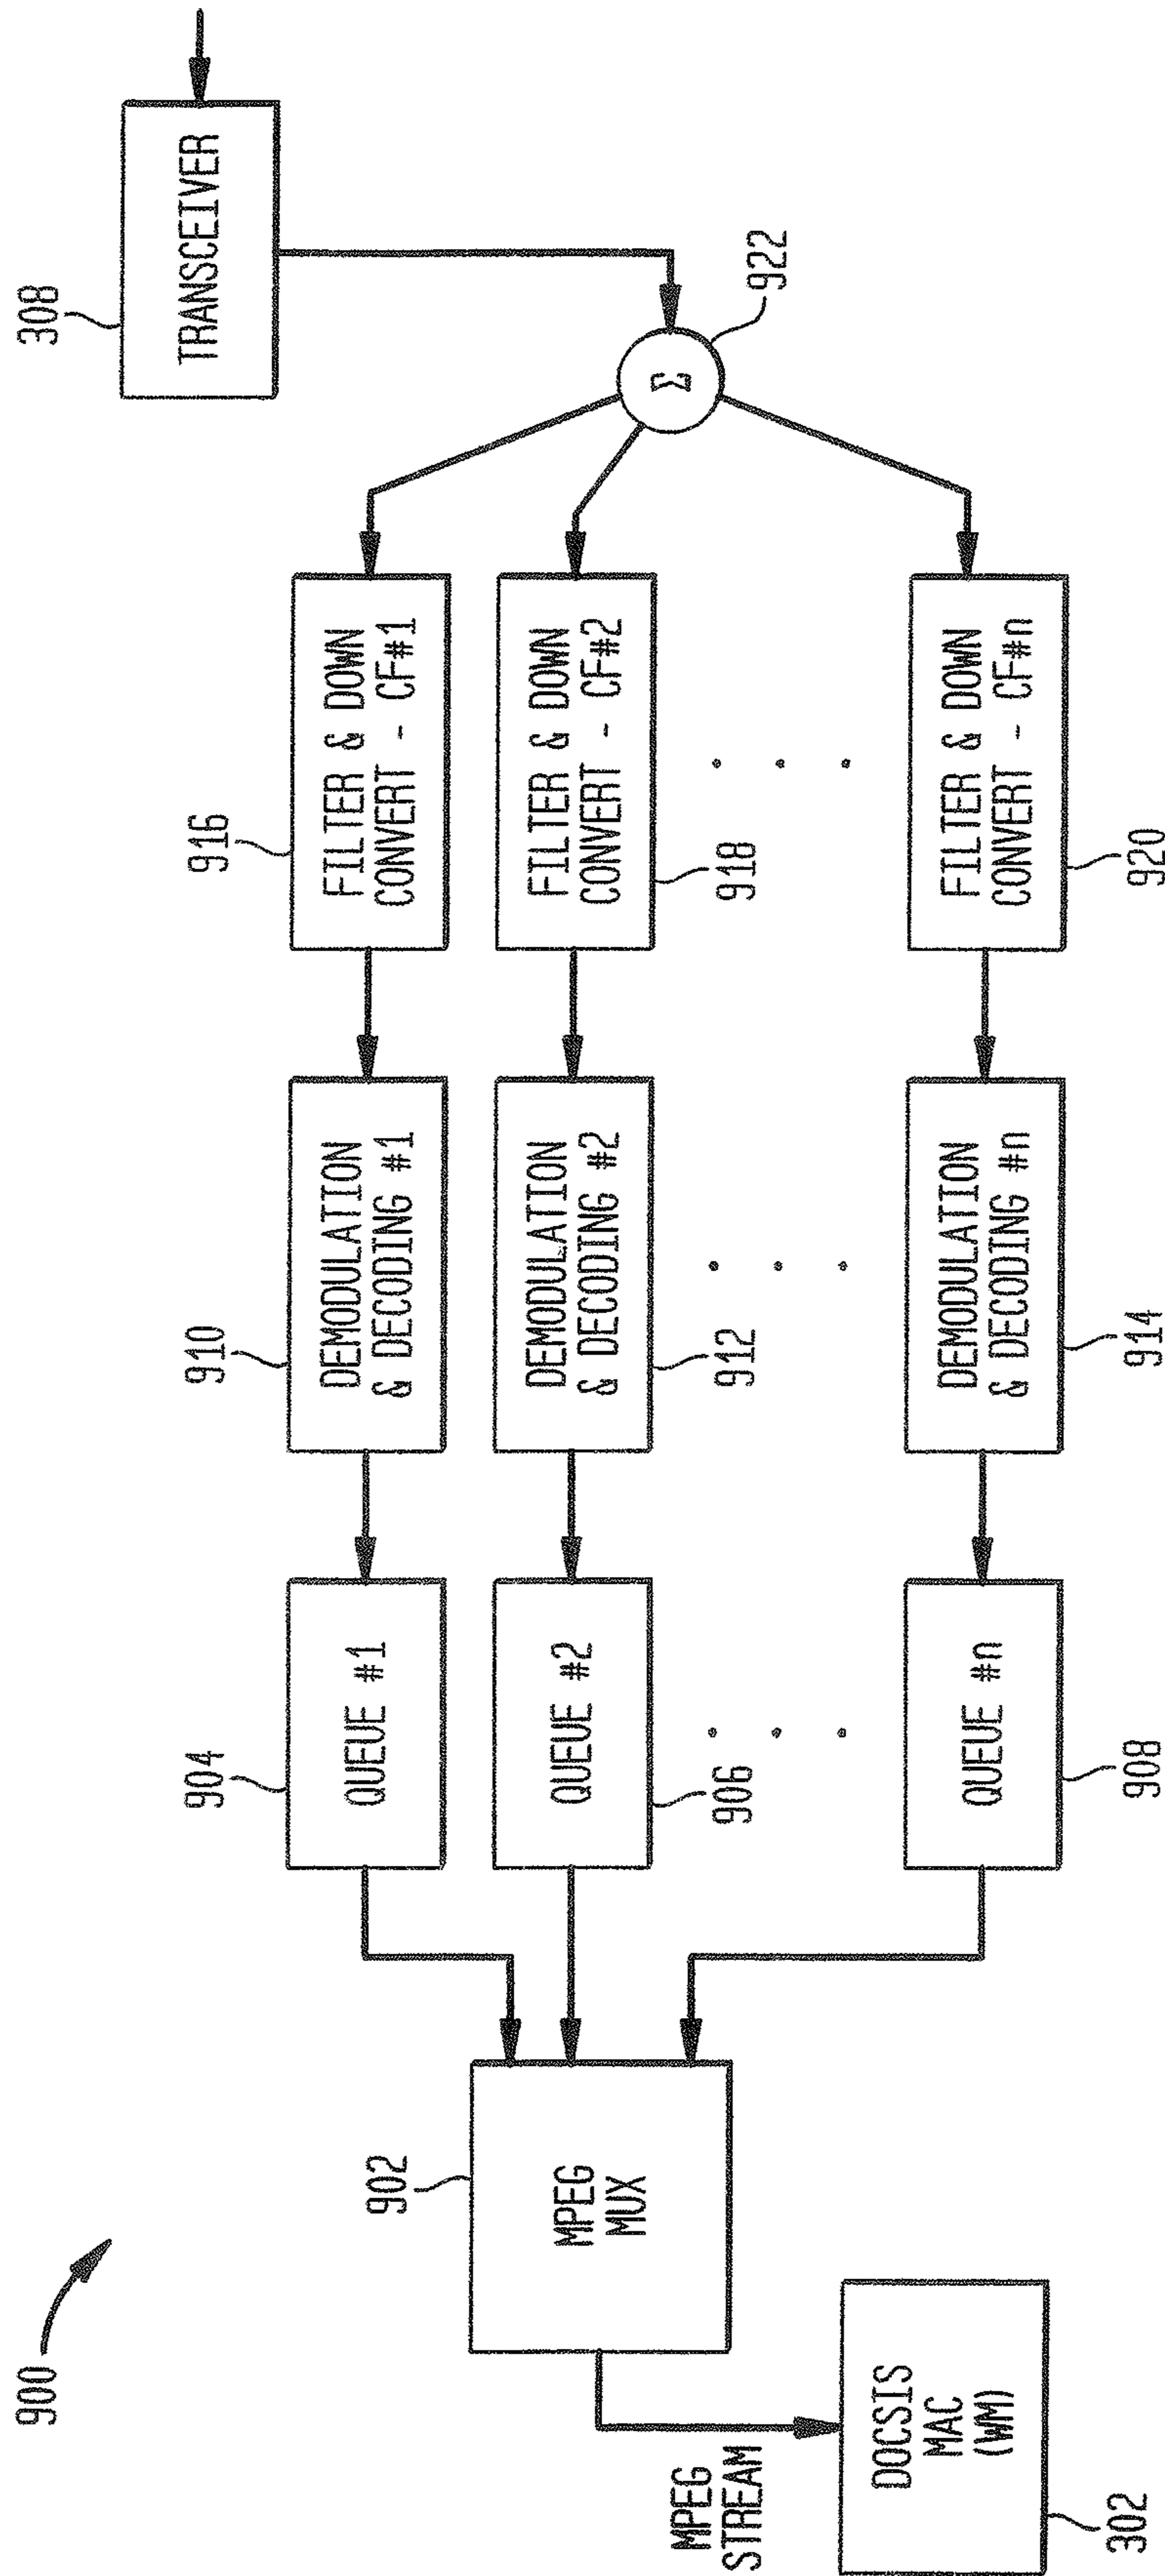 900
308
TRANSCEIVER
922
Σ
916
FILTER & DOWN
CONVERT - CF#1
918
FILTER & DOWN
CONVERT - CF#2
920
FILTER & DOWN
CONVERT - CF#n
910
DEMODULATION
& DECODING #1
912
DEMODULATION
& DECODING #2
914
DEMODULATION
& DECODING #n
904
QUEUE #1
906
QUEUE #2
908
QUEUE #n
902
MPEG
MUX
MPEG
STREAM
DOCSIS
MAC
(WM)
302